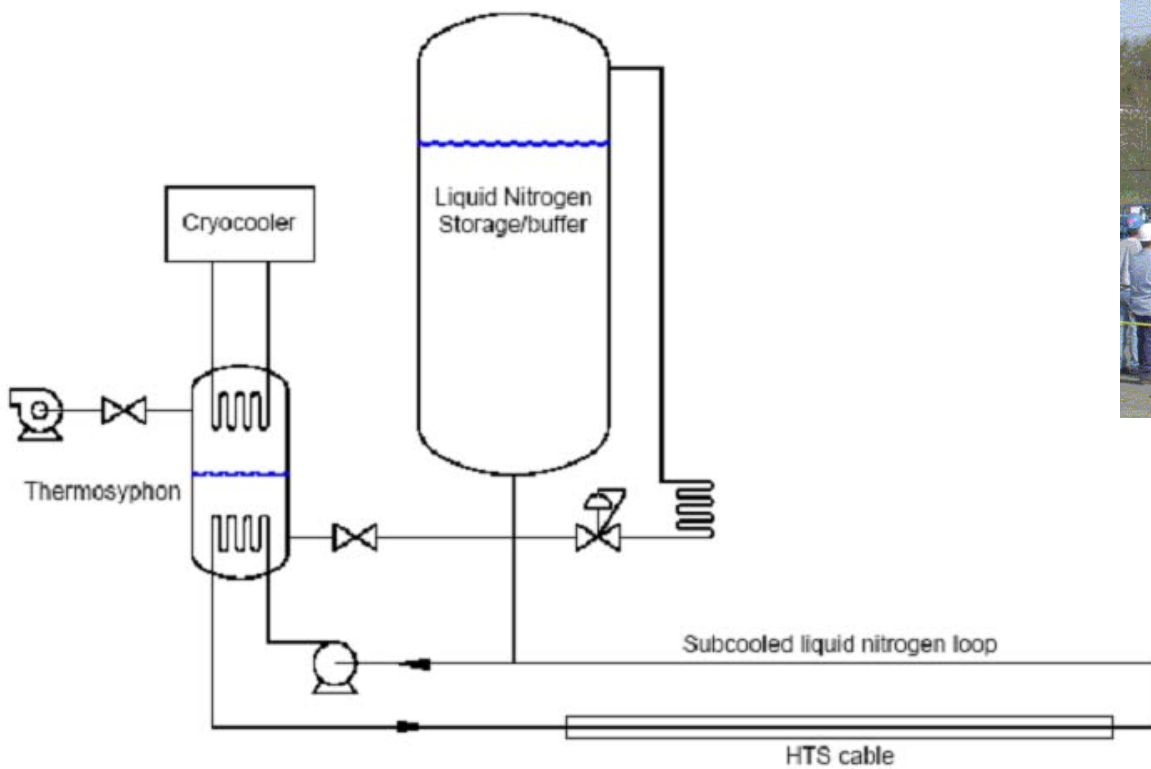 Liquid Nitrogen
Storage/buffer
Cryocooler
Thermosyphon
Subcooled liquid nitrogen loop
HTS cable